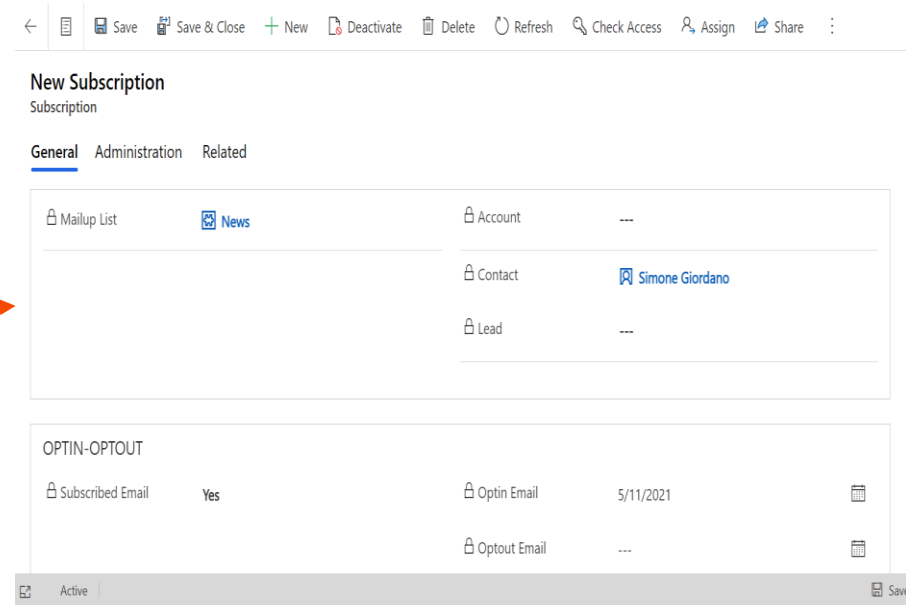 Save Save & Close New Deactivate Delete Refresh Check Access Assign Share
New Subscription
Subscription
General Administration Related
Mailup List News Account ---
Contact Simone Giordano
Lead ---
OPTIN-OPTOUT
Subscribed Email Yes Optin Email 5/11/2021
Optout Email ---
Active Save